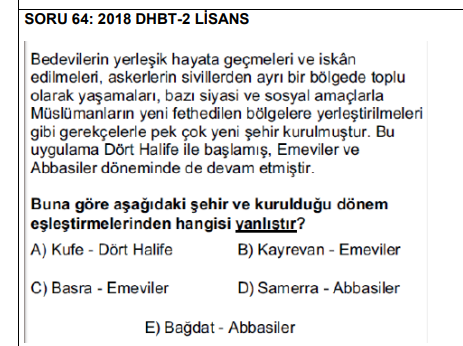 SORU 64: 2018 DHBT-2 LİSANS
Bedevilerin yerleşik hayata geçmeleri ve iskân
edilmeleri, askerlerin sivillerden ayrı bir bölgede toplu
olarak yaşamaları, bazı siyasi ve sosyal amaçlarla
Müslümanların yeni fethedilen bölgelere yerleştirilmeleri
gibi gerekçelerle pek çok yeni şehir kurulmuştur. Bu
uygulama Dört Halife ile başlamış, Emeviler ve
Abbasiler döneminde de devam etmiştir.
Buna göre aşağıdaki şehir ve kurulduğu dönem
eşleştirmelerinden hangisi yanlıştır?
A) Kufe - Dört Halife B) Kayrevan - Emeviler
C) Basra - Emeviler D) Samerra - Abbasiler
E) Bağdat - Abbasiler